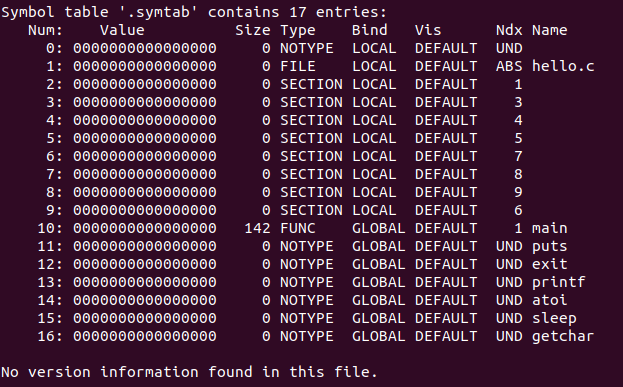 Symbol table '.symtab' contains 17 entries:
   Num:    Value          Size Type    Bind   Vis      Ndx Name
     0: 0000000000000000     0 NOTYPE  LOCAL  DEFAULT  UND
     1: 0000000000000000     0 FILE    LOCAL  DEFAULT  ABS hello.c
     2: 0000000000000000     0 SECTION LOCAL  DEFAULT    1
     3: 0000000000000000     0 SECTION LOCAL  DEFAULT    3
     4: 0000000000000000     0 SECTION LOCAL  DEFAULT    4
     5: 0000000000000000     0 SECTION LOCAL  DEFAULT    5
     6: 0000000000000000     0 SECTION LOCAL  DEFAULT    7
     7: 0000000000000000     0 SECTION LOCAL  DEFAULT    8
     8: 0000000000000000     0 SECTION LOCAL  DEFAULT    9
     9: 0000000000000000     0 SECTION LOCAL  DEFAULT    6
    10: 0000000000000000   142 FUNC    GLOBAL DEFAULT    1 main
    11: 0000000000000000     0 NOTYPE  GLOBAL DEFAULT  UND puts
    12: 0000000000000000     0 NOTYPE  GLOBAL DEFAULT  UND exit
    13: 0000000000000000     0 NOTYPE  GLOBAL DEFAULT  UND printf
    14: 0000000000000000     0 NOTYPE  GLOBAL DEFAULT  UND atoi
    15: 0000000000000000     0 NOTYPE  GLOBAL DEFAULT  UND sleep
    16: 0000000000000000     0 NOTYPE  GLOBAL DEFAULT  UND getchar
No version information found in this file.